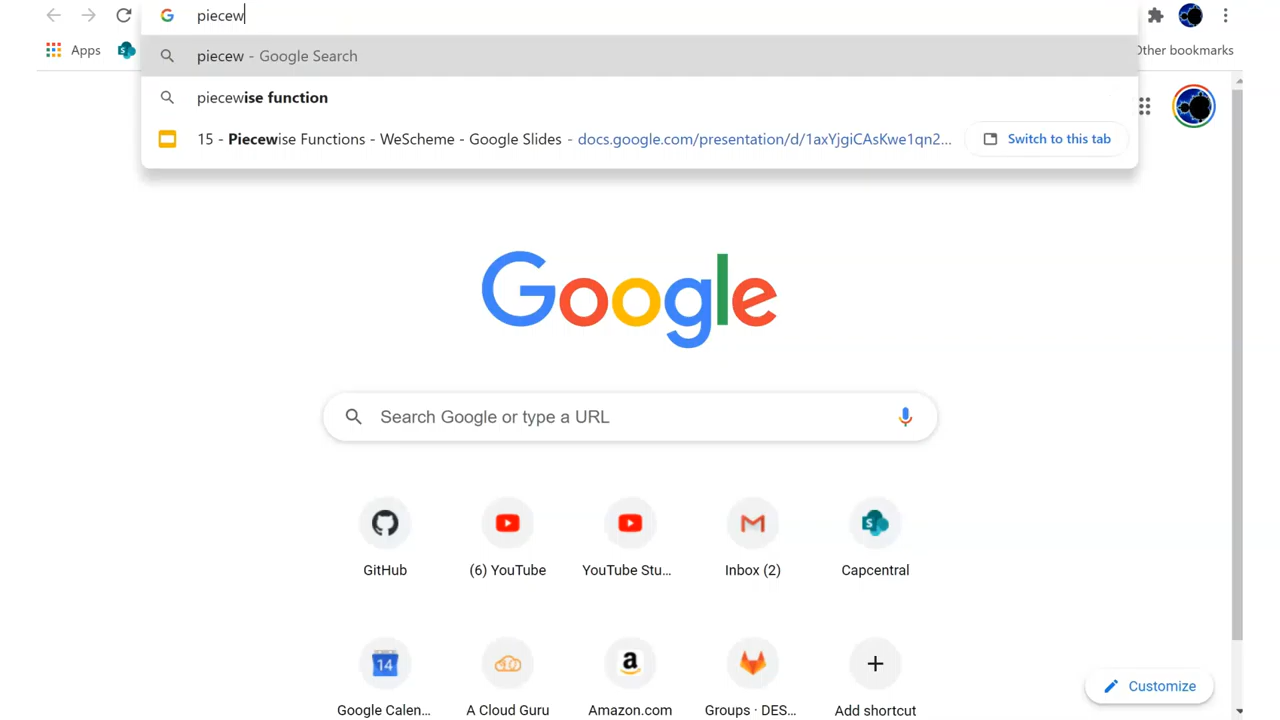 piecew
Apps
Other bookmarks
piecew - Google Search
piecewise function
15 - Piecewise Functions - WeScheme - Google Slides - docs.google.com/presentation/d/1axYjgiCAsKwe1qn2...
Switch to this tab
Google
Search Google or type a URL
GitHub
(6) YouTube
YouTube Stu...
Inbox (2)
Capcentral
14
Google Calen...
A Cloud Guru
Amazon.com
Groups · DES...
Add shortcut
Customize